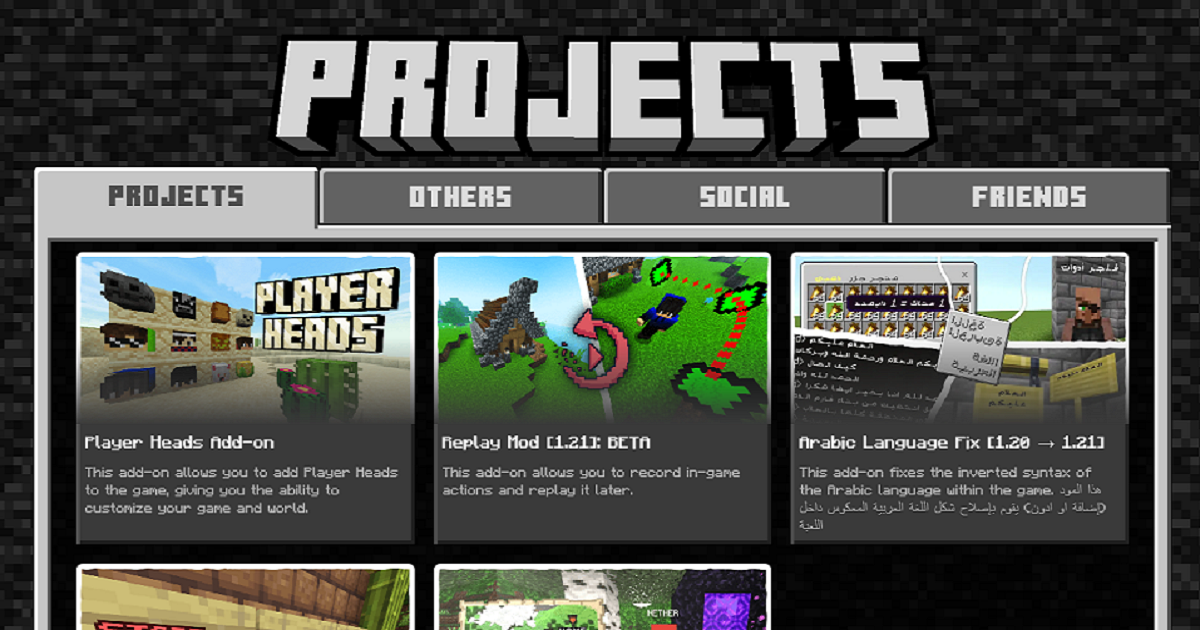 PROJECTS
PROJECTS
OTHERS
SOCIAL
FRIENDS
PLAYER
HEADS
Player Heads Add-on
This add-on allows you to add Player Heads
to the game, giving you the ability to
customize your game and world.
Replay Mod [1.21]: BETA
This add-on allows you to record in-game
actions and replay it later.
Arabic Language Fix [1.20 → 1.21]
This add-on fixes the inverted syntax of
the Arabic language within the game. هذا المود
(إضافة او ادون) يقوم بإصلاح شكل اللغة العربية المعكوس داخل
اللعبة
NETHER